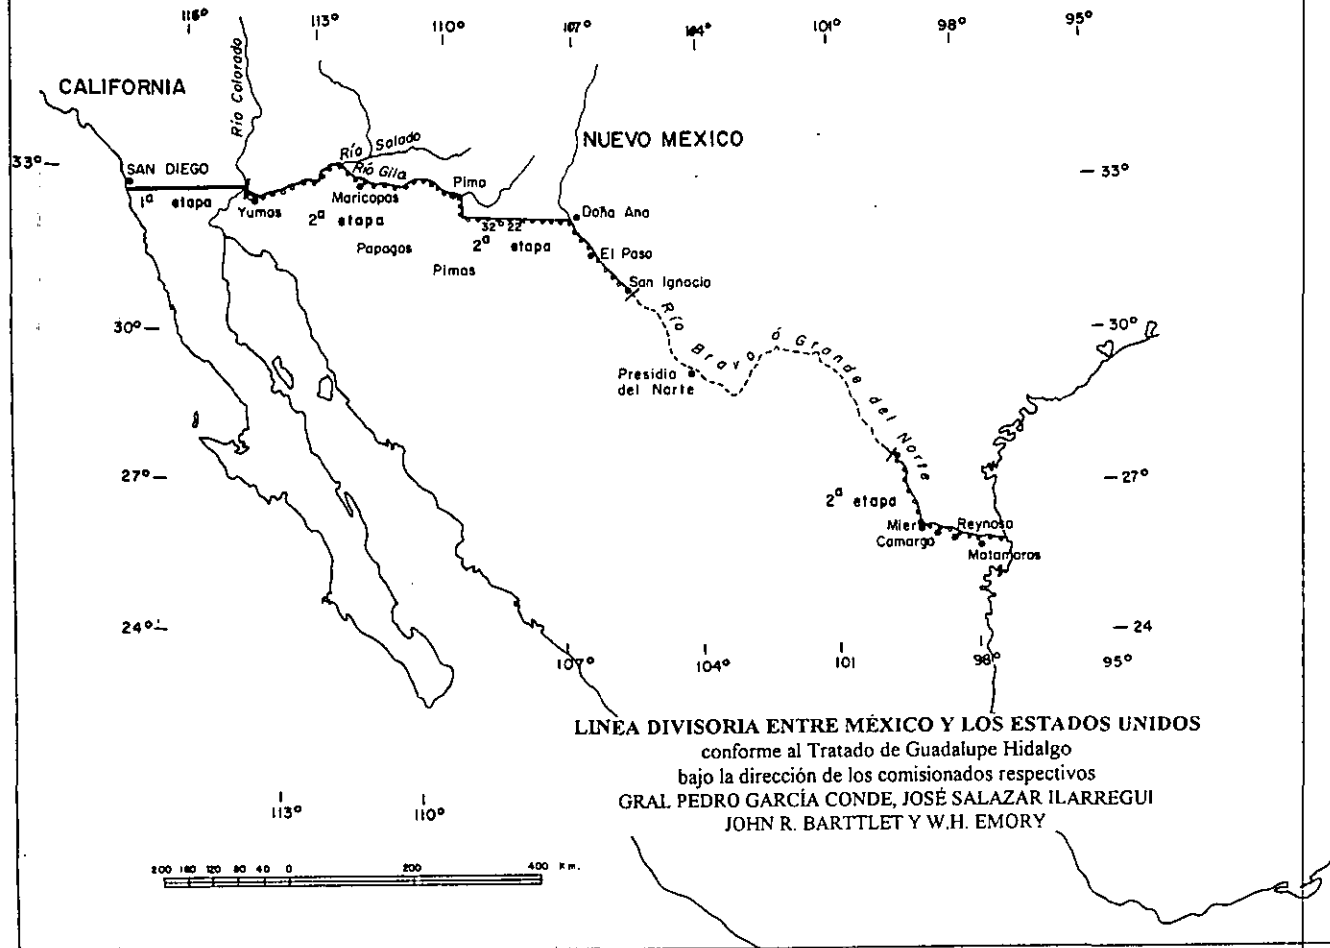 116° 113° 110° 107° 104° 101° 98° 95°
CALIFORNIA
Río Colorado
NUEVO MEXICO
33°
SAN DIEGO
Río Salado
Río Gila
33°
1ª etapa
Yumas
Maricopas
Pima
2ª etapa
32° 22'
2ª etapa
Doña Ana
Papagos
Pimas
El Paso
San Ignacio
30°
Río Bravo ó Grande del Norte
30°
Presidio
del Norte
27°
27°
2ª etapa
Mier
Reynosa
Camargo
Matamoros
24°
24
107° 104° 101 98° 95°
LINEA DIVISORIA ENTRE MÉXICO Y LOS ESTADOS UNIDOS
conforme al Tratado de Guadalupe Hidalgo
bajo la dirección de los comisionados respectivos
GRAL PEDRO GARCÍA CONDE, JOSÉ SALAZAR ILARREGUI
JOHN R. BARTTLET Y W.H. EMORY
113° 110°
200 160 120 80 40 0 200 400 Km.